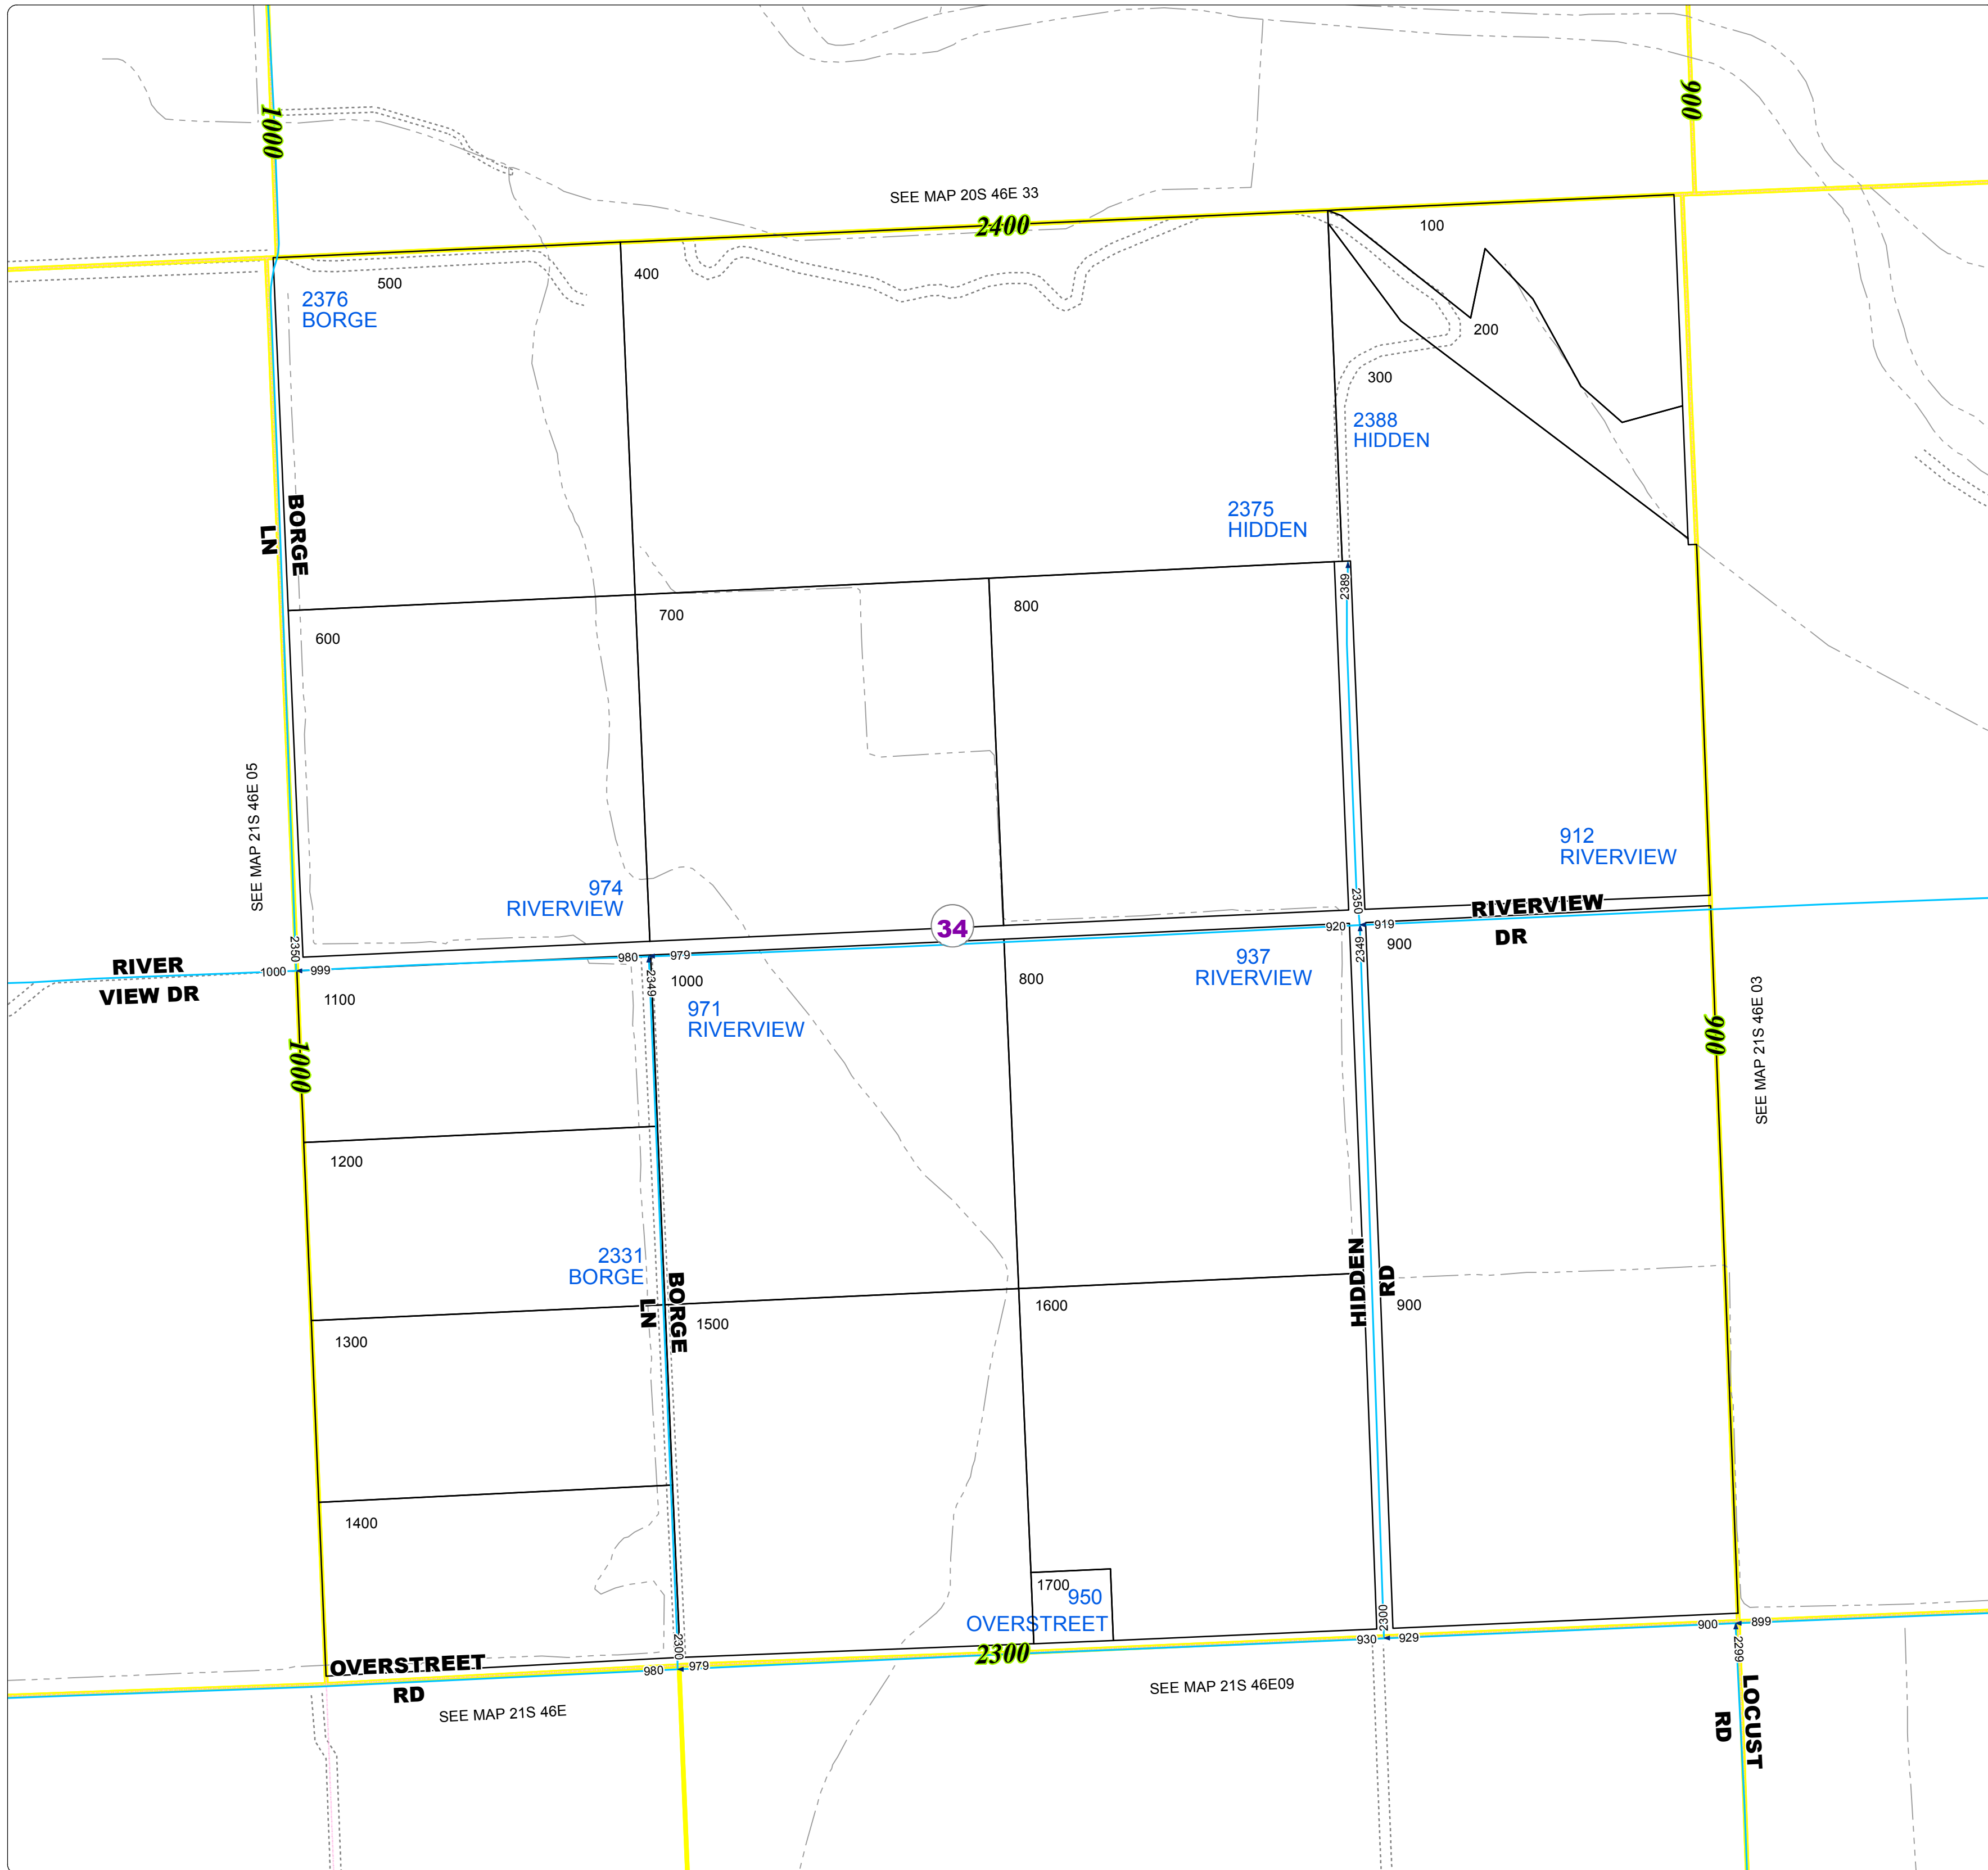 1000
900
SEE MAP 20S 46E 33
2400
100
400
500
2376
BORGE
200
300
2388
HIDDEN
2375
HIDDEN
BORGE
LN
2389
800
700
600
SEE MAP 21S 46E 05
912
RIVERVIEW
974
RIVERVIEW
2350
34
RIVERVIEW
DR
920
919
900
2349
2350
937
RIVERVIEW
980
979
1000
2349
971
RIVERVIEW
800
RIVER
VIEW DR
1000
999
1100
1000
900
SEE MAP 21S 46E 03
1200
2331
BORGE
BORGE
LN
HIDDEN
RD
1600
900
1500
1300
1400
1700
950
OVERSTREET
2300
2300
2300
930
929
900
899
2299
OVERSTREET
RD
980
979
SEE MAP 21S 46E
SEE MAP 21S 46E09
LOCUST
RD